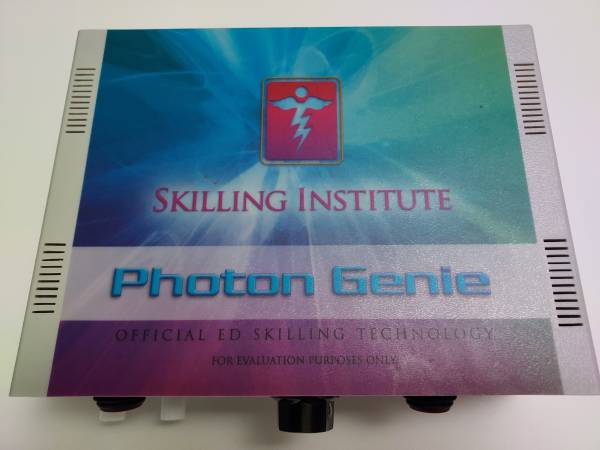 SKILLING INSTITUTE
Photon Genie
OFFICIAL ED SKILLING TECHNOLOGY
FOR EVALUATION PURPOSES ONLY